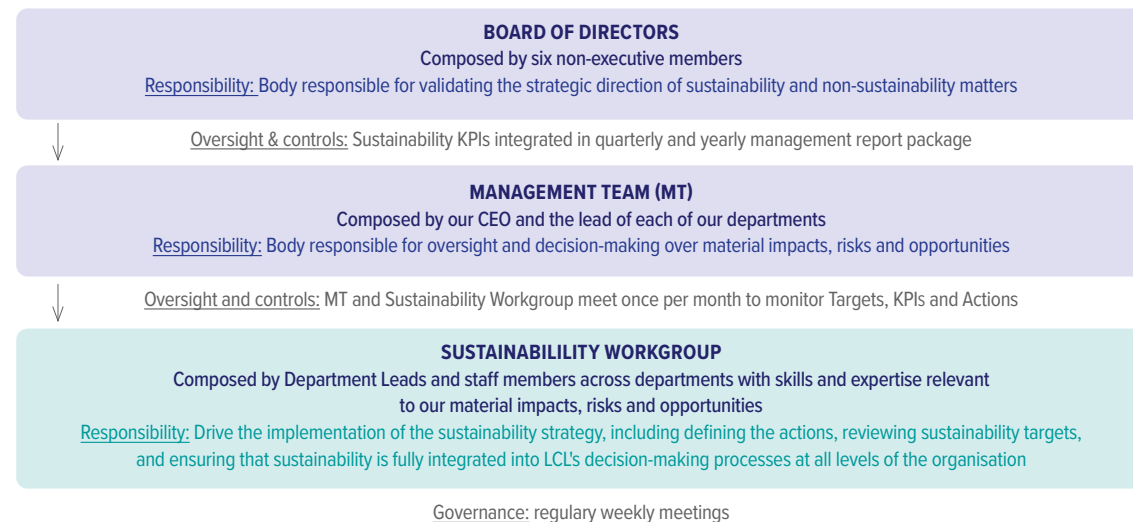 BOARD OF DIRECTORS
Composed by six non-executive members
Responsibility: Body responsible for validating the strategic direction of sustainability and non-sustainability matters
Oversight & controls: Sustainability KPIs integrated in quarterly and yearly management report package
MANAGEMENT TEAM (MT)
Composed by our CEO and the lead of each of our departments
Responsibility: Body responsible for oversight and decision-making over material impacts, risks and opportunities
Oversight and controls: MT and Sustainability Workgroup meet once per month to monitor Targets, KPIs and Actions
SUSTAINABILILITY WORKGROUP
Composed by Department Leads and staff members across departments with skills and expertise relevant
to our material impacts, risks and opportunities
Responsibility: Drive the implementation of the sustainability strategy, including defining the actions, reviewing sustainability targets,
and ensuring that sustainability is fully integrated into LCL's decision-making processes at all levels of the organisation
Governance: regulary weekly meetings